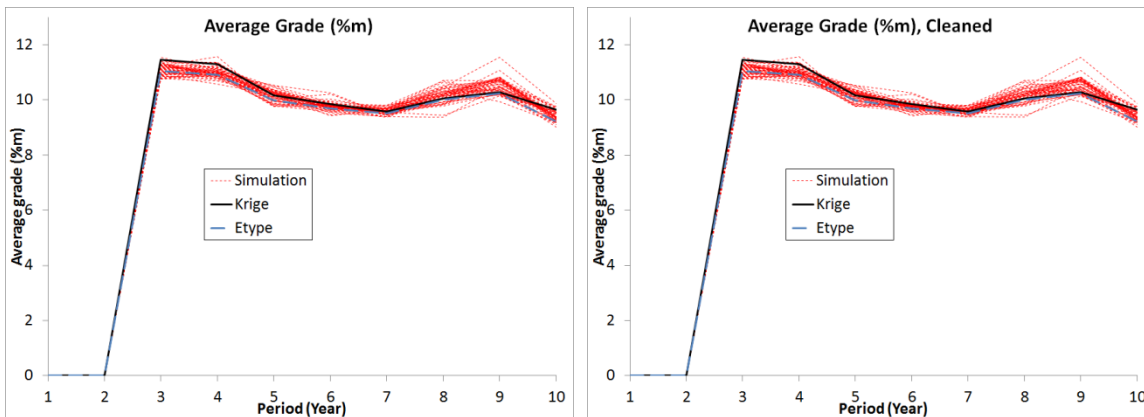 Average Grade (%m)
12
10
8
6
4
2
0
Average grade (%m)
Simulation
Krige
Etype
1 2 3 4 5 6 7 8 9 10
Period (Year)
Average Grade (%m), Cleaned
12
10
8
6
4
2
0
Average grade (%m)
Simulation
Krige
Etype
1 2 3 4 5 6 7 8 9 10
Period (Year)